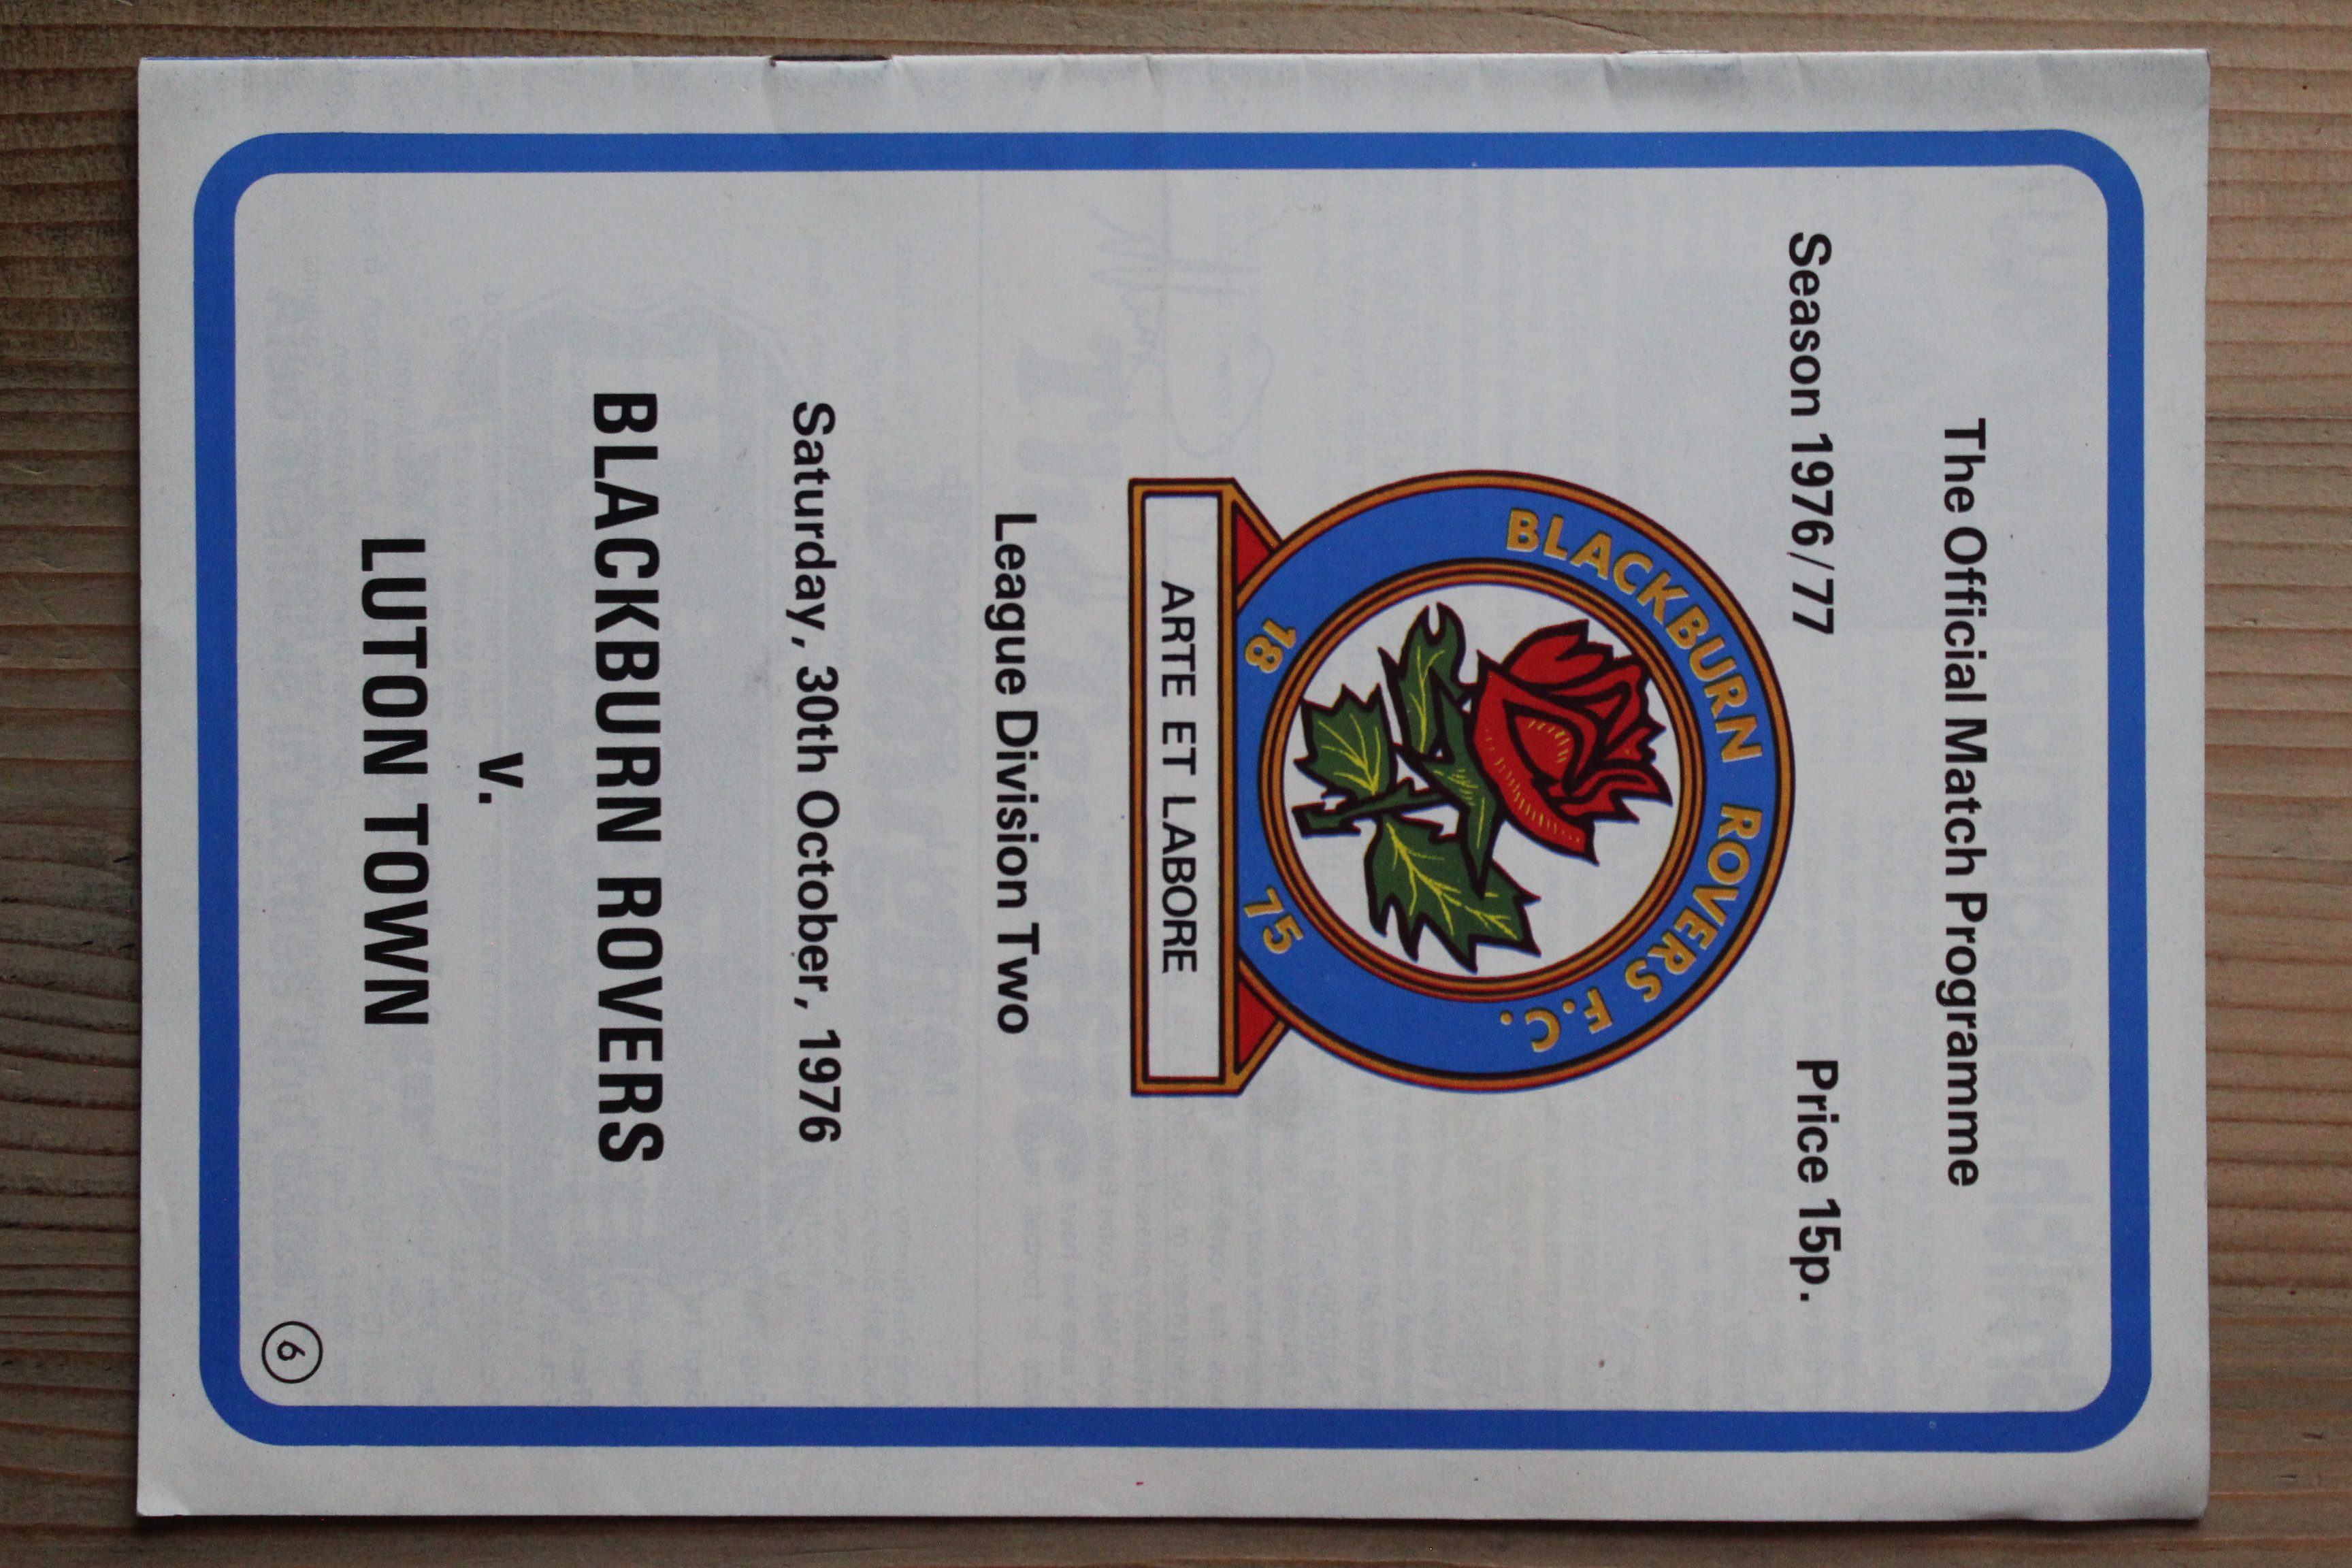 The Official Match Programme
Season 1976/77 Price 15p.
BLACKBURN ROVERS F.C.
18 75
ARTE ET LABORE
League Division Two
Saturday, 30th October, 1976
BLACKBURN ROVERS
v.
LUTON TOWN
6